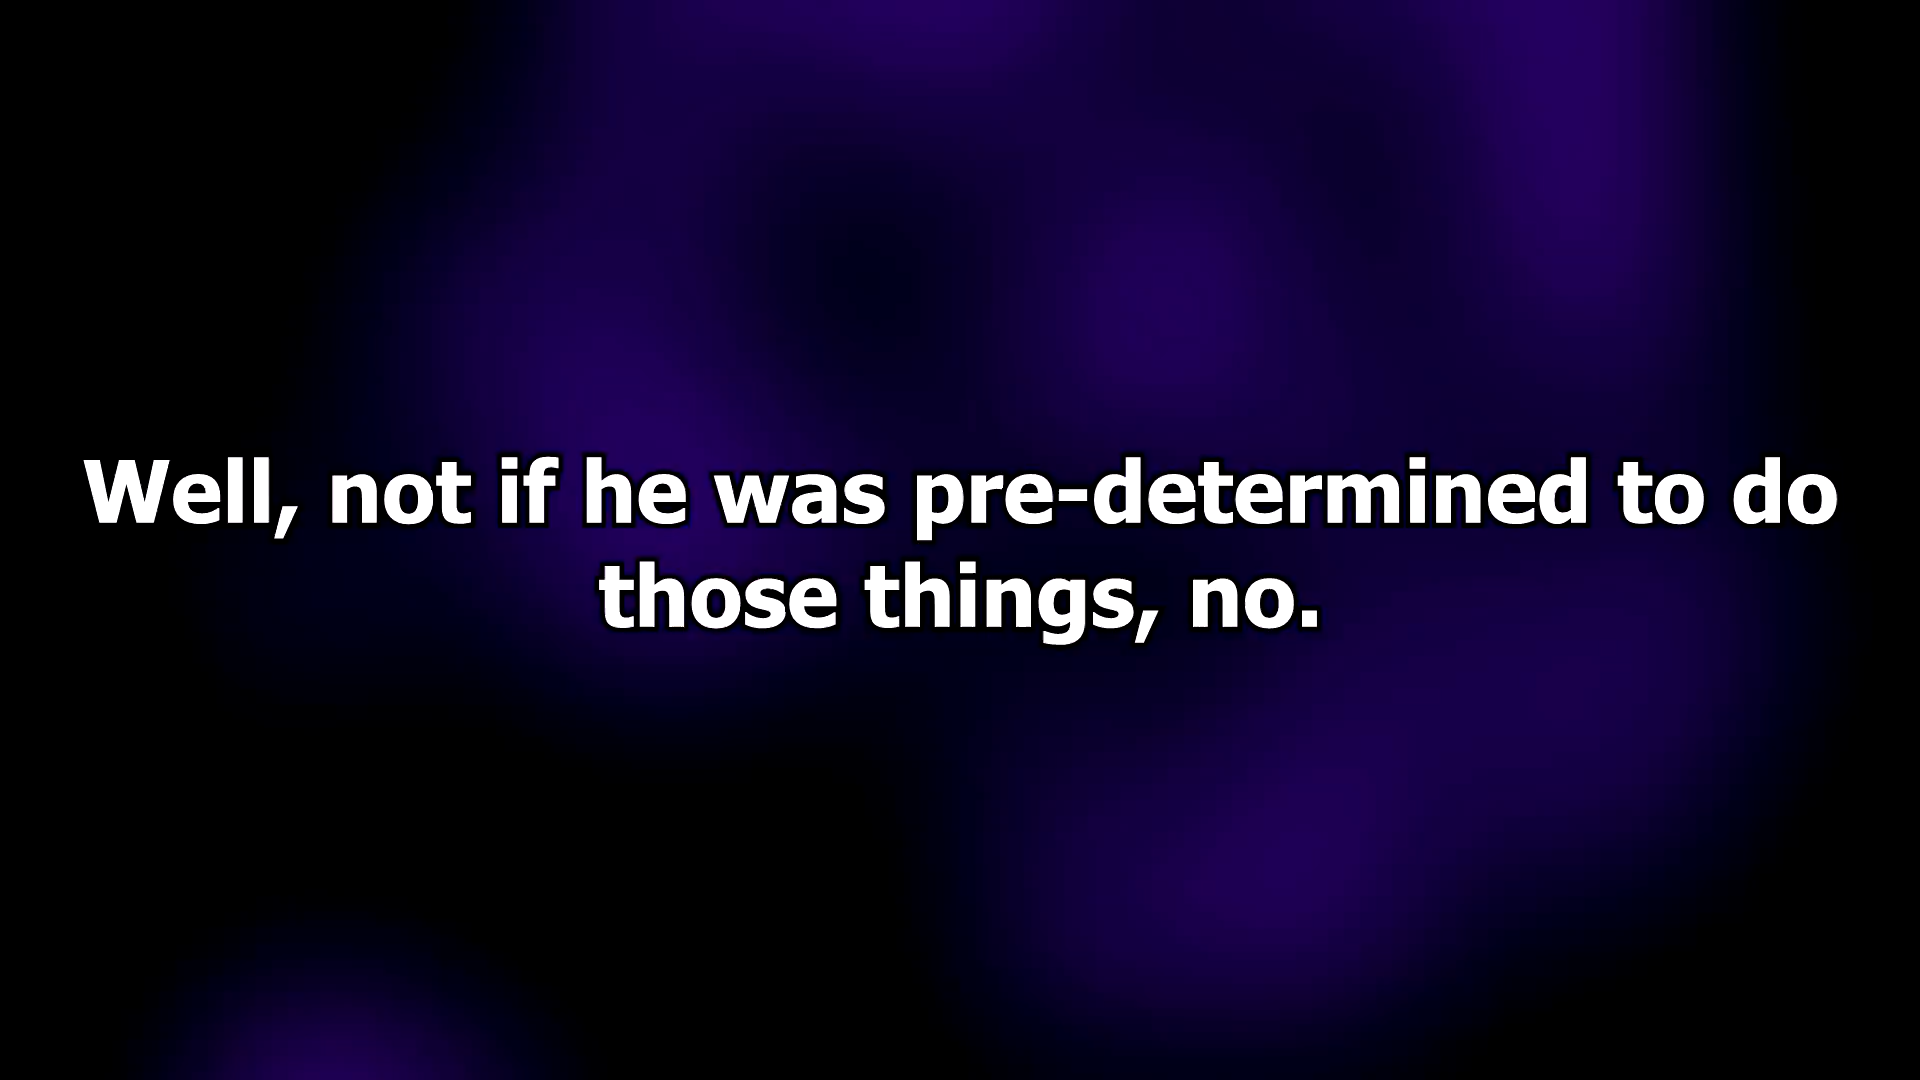 Well, not if he was pre-determined to do
those things, no.